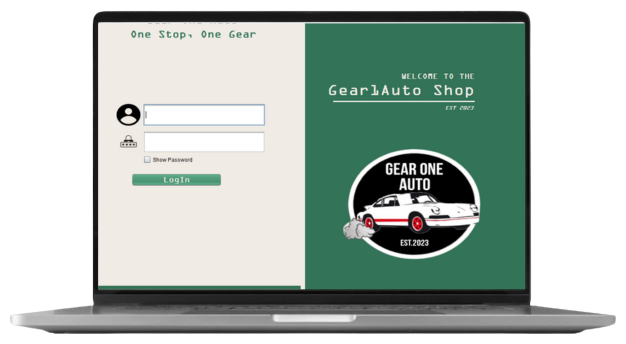 One Stop, One Gear
Show Password
LogIn
WELCOME TO THE
Gear1Auto Shop
EST 2023
GEAR ONE
AUTO
EST.2023